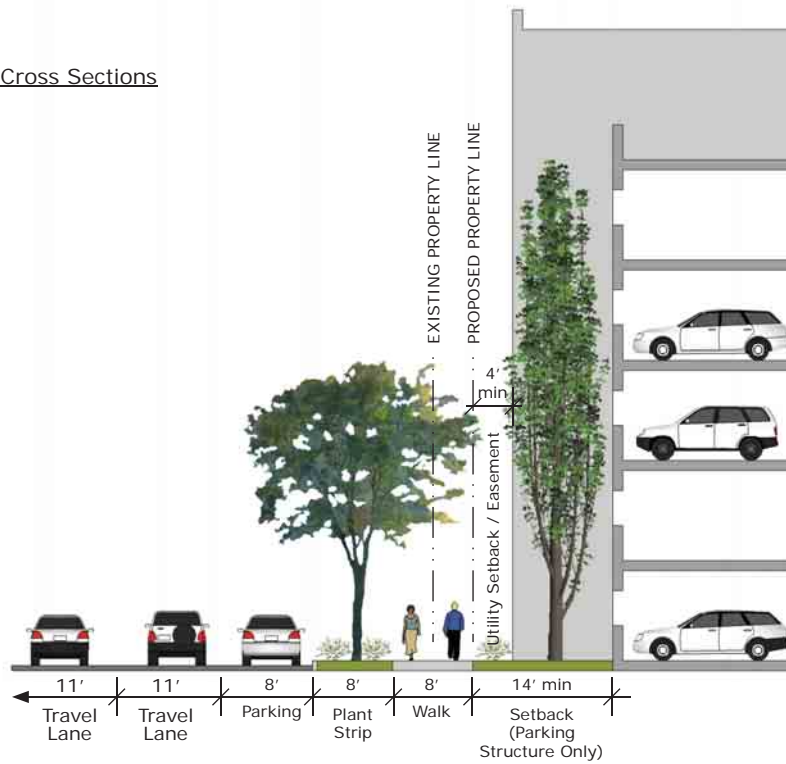 Cross Sections
EXISTING PROPERTY LINE
PROPOSED PROPERTY LINE
4'
min
Utility Setback / Easement
11'
Travel
Lane
11'
Travel
Lane
8'
Parking
8'
Plant
Strip
8'
Walk
14' min
Setback
(Parking
Structure Only)